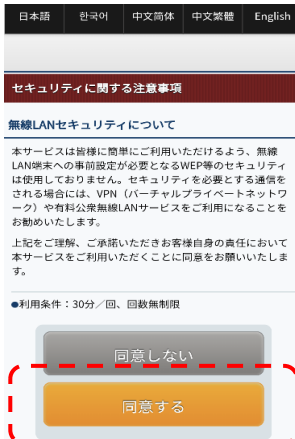 日本語 한국어 中文简体 中文繁體 English
セキュリティに関する注意事項
無線LANセキュリティについて
本サービスは皆様に簡単にご利用いただけるよう、無線
LAN端末への事前設定が必要となるWEP等のセキュリティ
は使用しておりません。セキュリティを必要とする通信を
される場合には、VPN（バーチャルプライベートネットワ
ーク）や有料公衆無線LANサービスをご利用になることを
お勧めいたします。
上記をご理解、ご承諾いただきお客様自身の責任において
本サービスをご利用いただくことに同意をお願いいたしま
す。
●利用条件：30分／回、回数無制限
同意しない
同意する